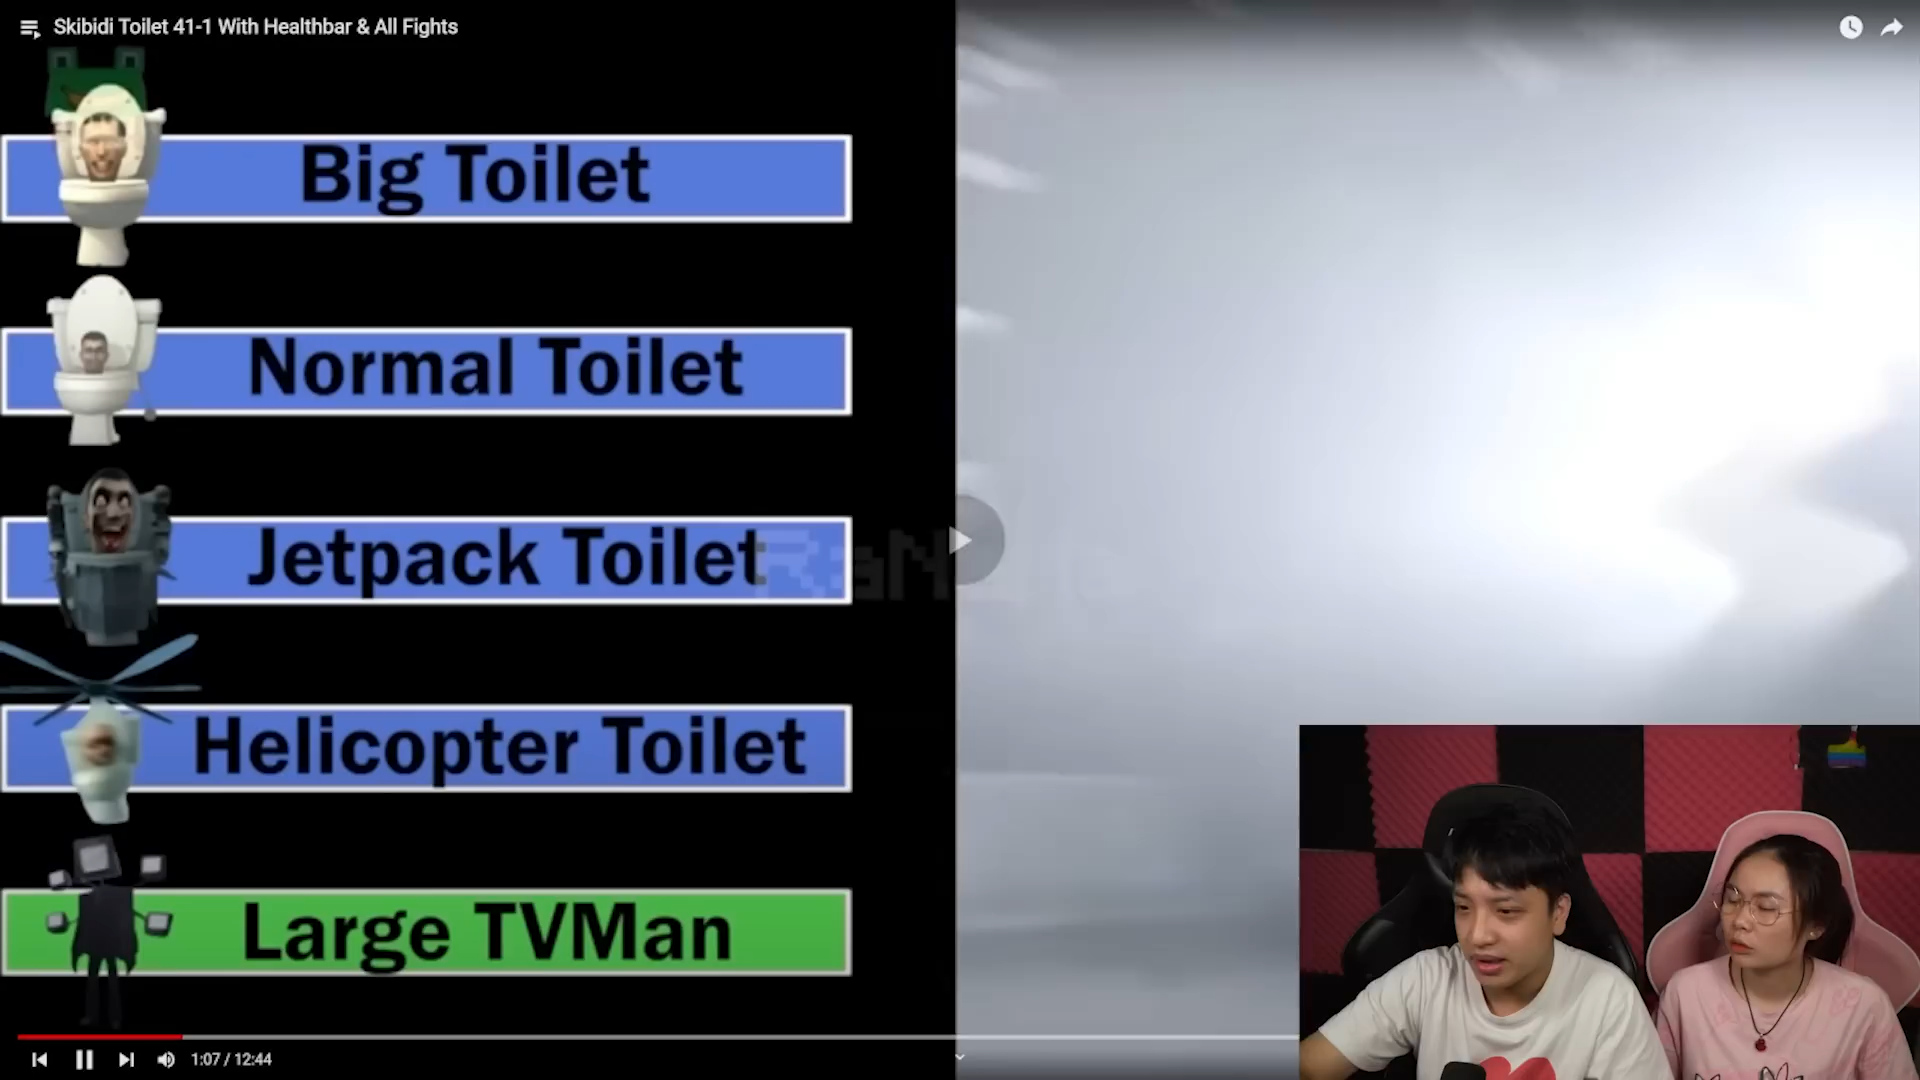 Skibidi Toilet 41-1 With Healthbar & All Fights
Big Toilet
Normal Toilet
Jetpack Toilet
Helicopter Toilet
Large TVMan
1:07 / 12:44